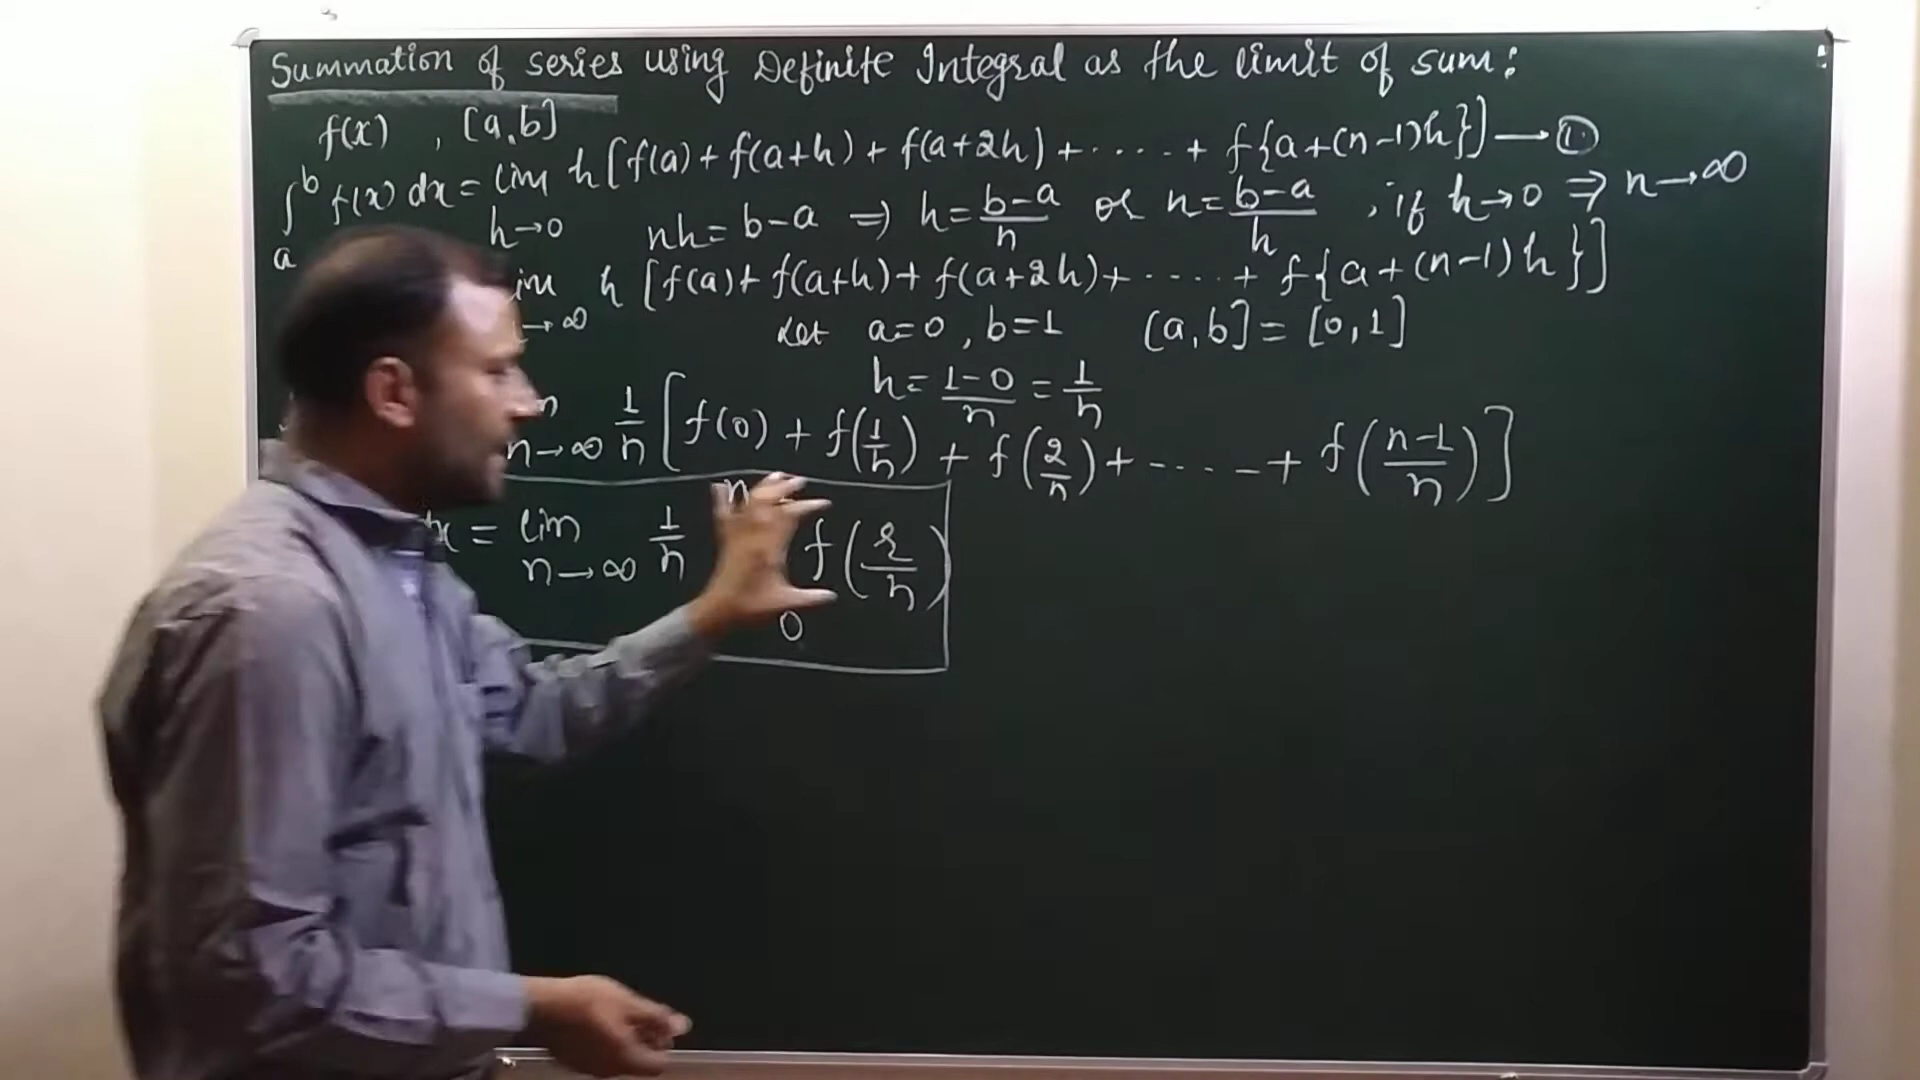 Summation of series using Definite Integral as the limit of sum:
f(x) , [a,b]
∫ₐᵇ f(x) dx = lim h→0 h [f(a) + f(a+h) + f(a+2h) + ..... + f{a+(n-1)h}] — ①
nh = b-a ⇒ h = (b-a)/n or n = (b-a)/h ; if h→0 ⇒ n→∞
→∞ h [f(a) + f(a+h) + f(a+2h) + ..... + f{a+(n-1)h}]
Let a=0, b=1 [a,b] = [0,1]
h = (1-0)/n = 1/n
n→∞ 1/n [f(0) + f(1/n) + f(2/n) + ----- + f((n-1)/n)]
= lim n→∞ 1/n f(r/n)
0